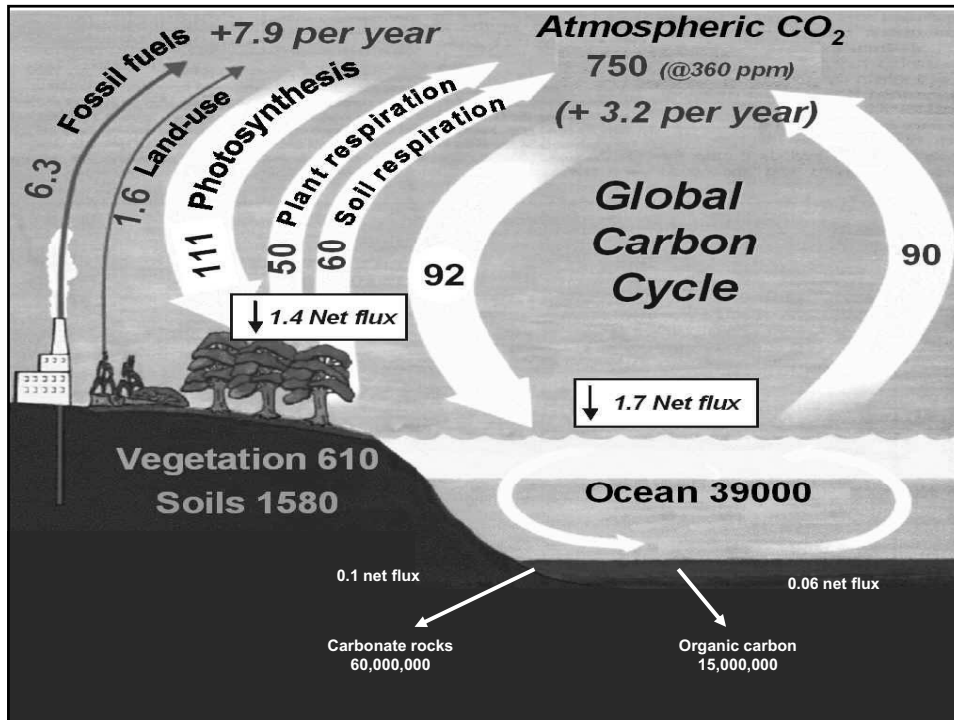 Fossil fuels
6.3
+7.9 per year
Land-use
1.6
Photosynthesis
111
Plant respiration
50
Soil respiration
60
Atmospheric CO₂
750 (@360 ppm)
(+ 3.2 per year)
Global
Carbon
Cycle
92
90
↓ 1.4 Net flux
↓ 1.7 Net flux
Vegetation 610
Soils 1580
Ocean 39000
0.1 net flux
0.06 net flux
Carbonate rocks
60,000,000
Organic carbon
15,000,000